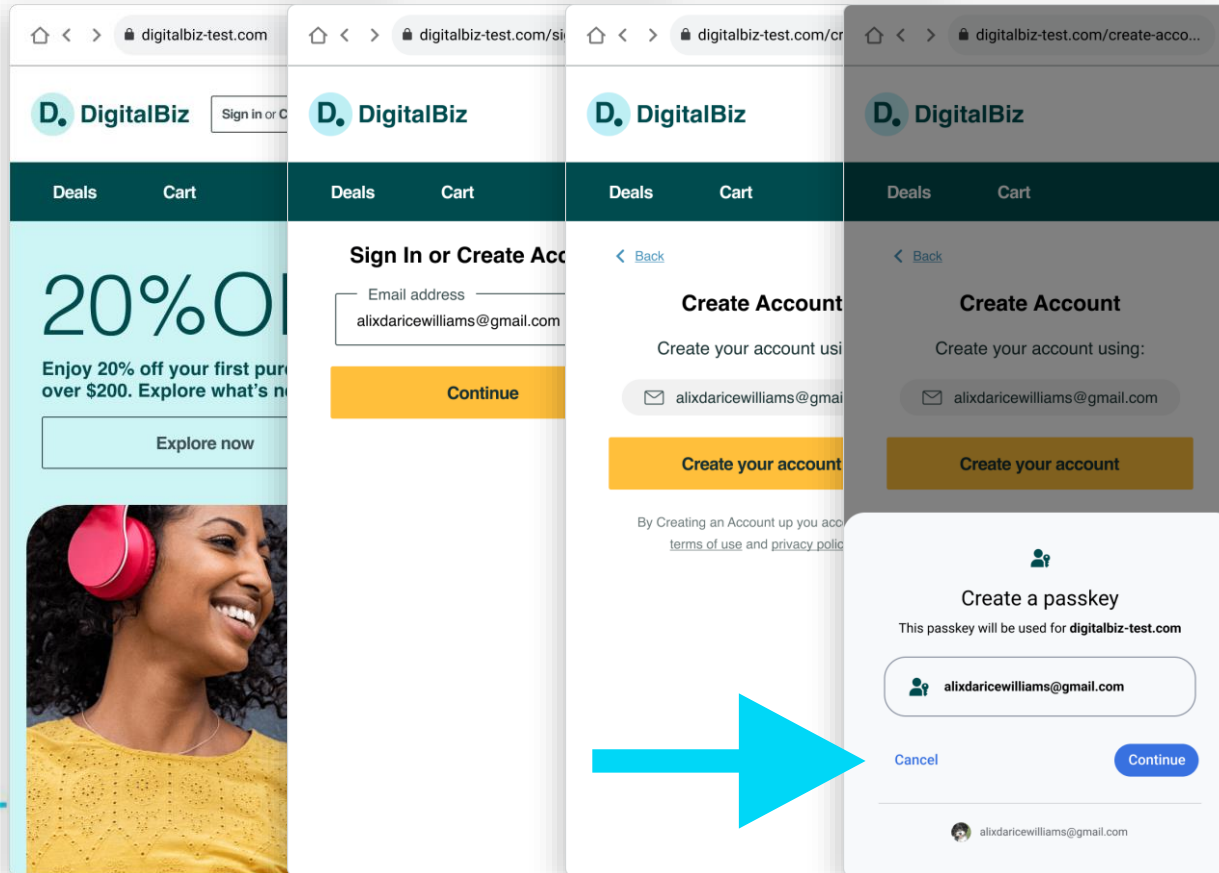 digitalbiz-test.com
D. DigitalBiz
Sign in or C
Deals Cart
20%O
Enjoy 20% off your first pur
over $200. Explore what's n
Explore now
digitalbiz-test.com/si
D. DigitalBiz
Deals Cart
Sign In or Create Acc
Email address
alixdaricewilliams@gmail.com
Continue
digitalbiz-test.com/cr
D. DigitalBiz
Deals Cart
Back
Create Account
Create your account usi
alixdaricewilliams@gmai
Create your account
By Creating an Account up you acc
terms of use and privacy polic
digitalbiz-test.com/create-acco...
D. DigitalBiz
Deals Cart
Back
Create Account
Create your account using:
alixdaricewilliams@gmail.com
Create your account
Create a passkey
This passkey will be used for digitalbiz-test.com
alixdaricewilliams@gmail.com
Cancel Continue
alixdaricewilliams@gmail.com